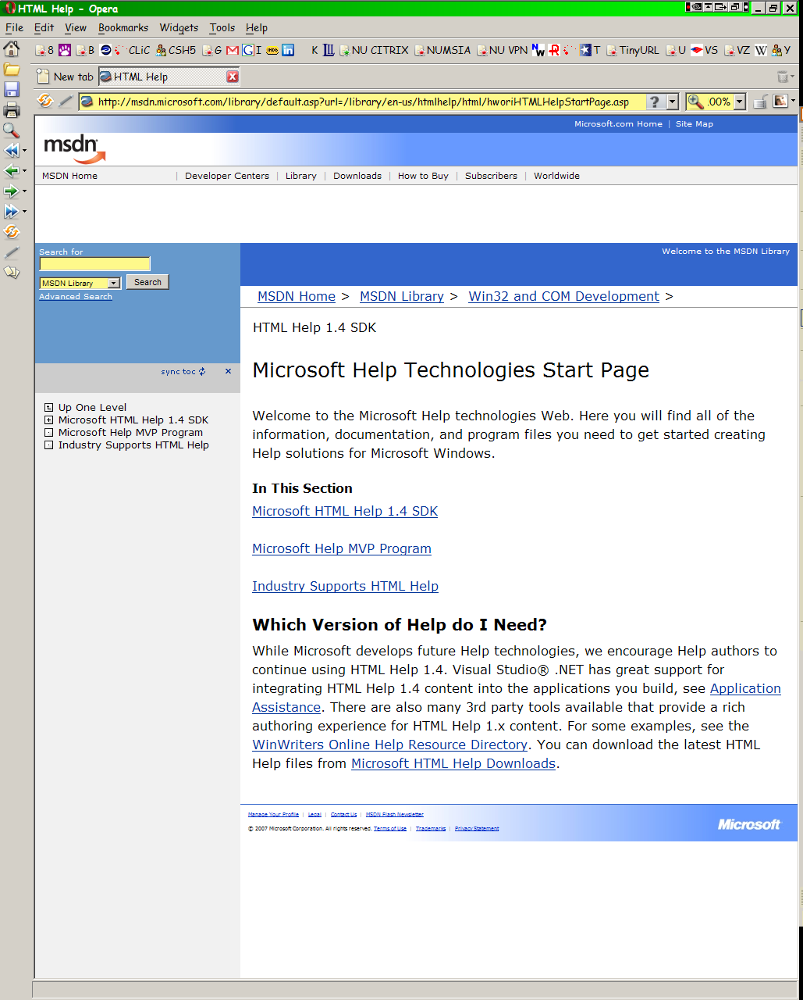 HTML Help - Opera
File Edit View Bookmarks Widgets Tools Help
8 B CLiC CSH5 G I K NU CITRIX NUMSIA NU VPN T TinyURL U VS VZ W Y
New tab HTML Help
http://msdn.microsoft.com/library/default.asp?url=/library/en-us/htmlhelp/html/hworiHTMLHelpStartPage.asp ? .00%
Microsoft.com Home | Site Map
msdn
MSDN Home | Developer Centers | Library | Downloads | How to Buy | Subscribers | Worldwide
Search for
MSDN Library Search
Advanced Search
Welcome to the MSDN Library
MSDN Home > MSDN Library > Win32 and COM Development >
sync toc
Up One Level
Microsoft HTML Help 1.4 SDK
Microsoft Help MVP Program
Industry Supports HTML Help
HTML Help 1.4 SDK
Microsoft Help Technologies Start Page
Welcome to the Microsoft Help technologies Web. Here you will find all of the
information, documentation, and program files you need to get started creating
Help solutions for Microsoft Windows.
In This Section
Microsoft HTML Help 1.4 SDK
Microsoft Help MVP Program
Industry Supports HTML Help
Which Version of Help do I Need?
While Microsoft develops future Help technologies, we encourage Help authors to
continue using HTML Help 1.4. Visual Studio® .NET has great support for
integrating HTML Help 1.4 content into the applications you build, see Application
Assistance. There are also many 3rd party tools available that provide a rich
authoring experience for HTML Help 1.x content. For some examples, see the
WinWriters Online Help Resource Directory. You can download the latest HTML
Help files from Microsoft HTML Help Downloads.
Manage Your Profile | Legal | Contact Us | MSDN Flash Newsletter
© 2007 Microsoft Corporation. All rights reserved. Terms of Use | Trademarks | Privacy Statement
Microsoft